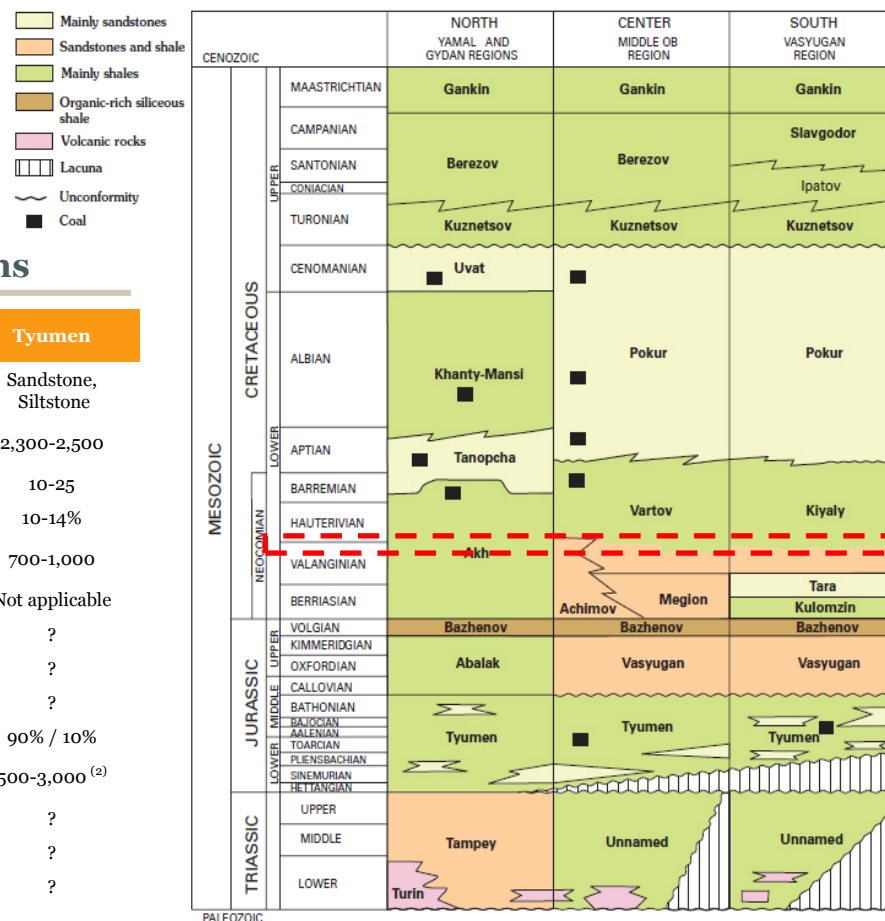 Mainly sandstones
Sandstones and shale
Mainly shales
Organic-rich siliceous
shale
Volcanic rocks
Lacuna
Unconformity
Coal
ns
Tyumen
Sandstone,
Siltstone
2,300-2,500
10-25
10-14%
700-1,000
Not applicable
?
?
?
90% / 10%
500-3,000 (2)
?
?
?
NORTH
YAMAL AND
GYDAN REGIONS
CENTER
MIDDLE OB
REGION
SOUTH
VASYUGAN
REGION
CENOZOIC
MESOZOIC
CRETACEOUS
UPPER
MAASTRICHTIAN
Gankin
Gankin
Gankin
CAMPANIAN
Slavgodor
SANTONIAN
Berezov
Berezov
CONIACIAN
Ipatov
TURONIAN
Kuznetsov
Kuznetsov
Kuznetsov
CENOMANIAN
Uvat
LOWER
ALBIAN
Khanty-Mansi
Pokur
Pokur
APTIAN
Tanopcha
NEOCOMIAN
BARREMIAN
HAUTERIVIAN
Vartov
Kiyaly
Akh
VALANGINIAN
Tara
BERRIASIAN
Achimov
Megion
Kulomzin
JURASSIC
UPPER
VOLGIAN
Bazhenov
Bazhenov
Bazhenov
KIMMERIDGIAN
OXFORDIAN
Abalak
Vasyugan
Vasyugan
MIDDLE
CALLOVIAN
BATHONIAN
BAJOCIAN
AALENIAN
Tyumen
Tyumen
Tyumen
LOWER
TOARCIAN
PLIENSBACHIAN
SINEMURIAN
HETTANGIAN
TRIASSIC
UPPER
MIDDLE
Tampey
Unnamed
Unnamed
LOWER
Turin
PALEOZOIC